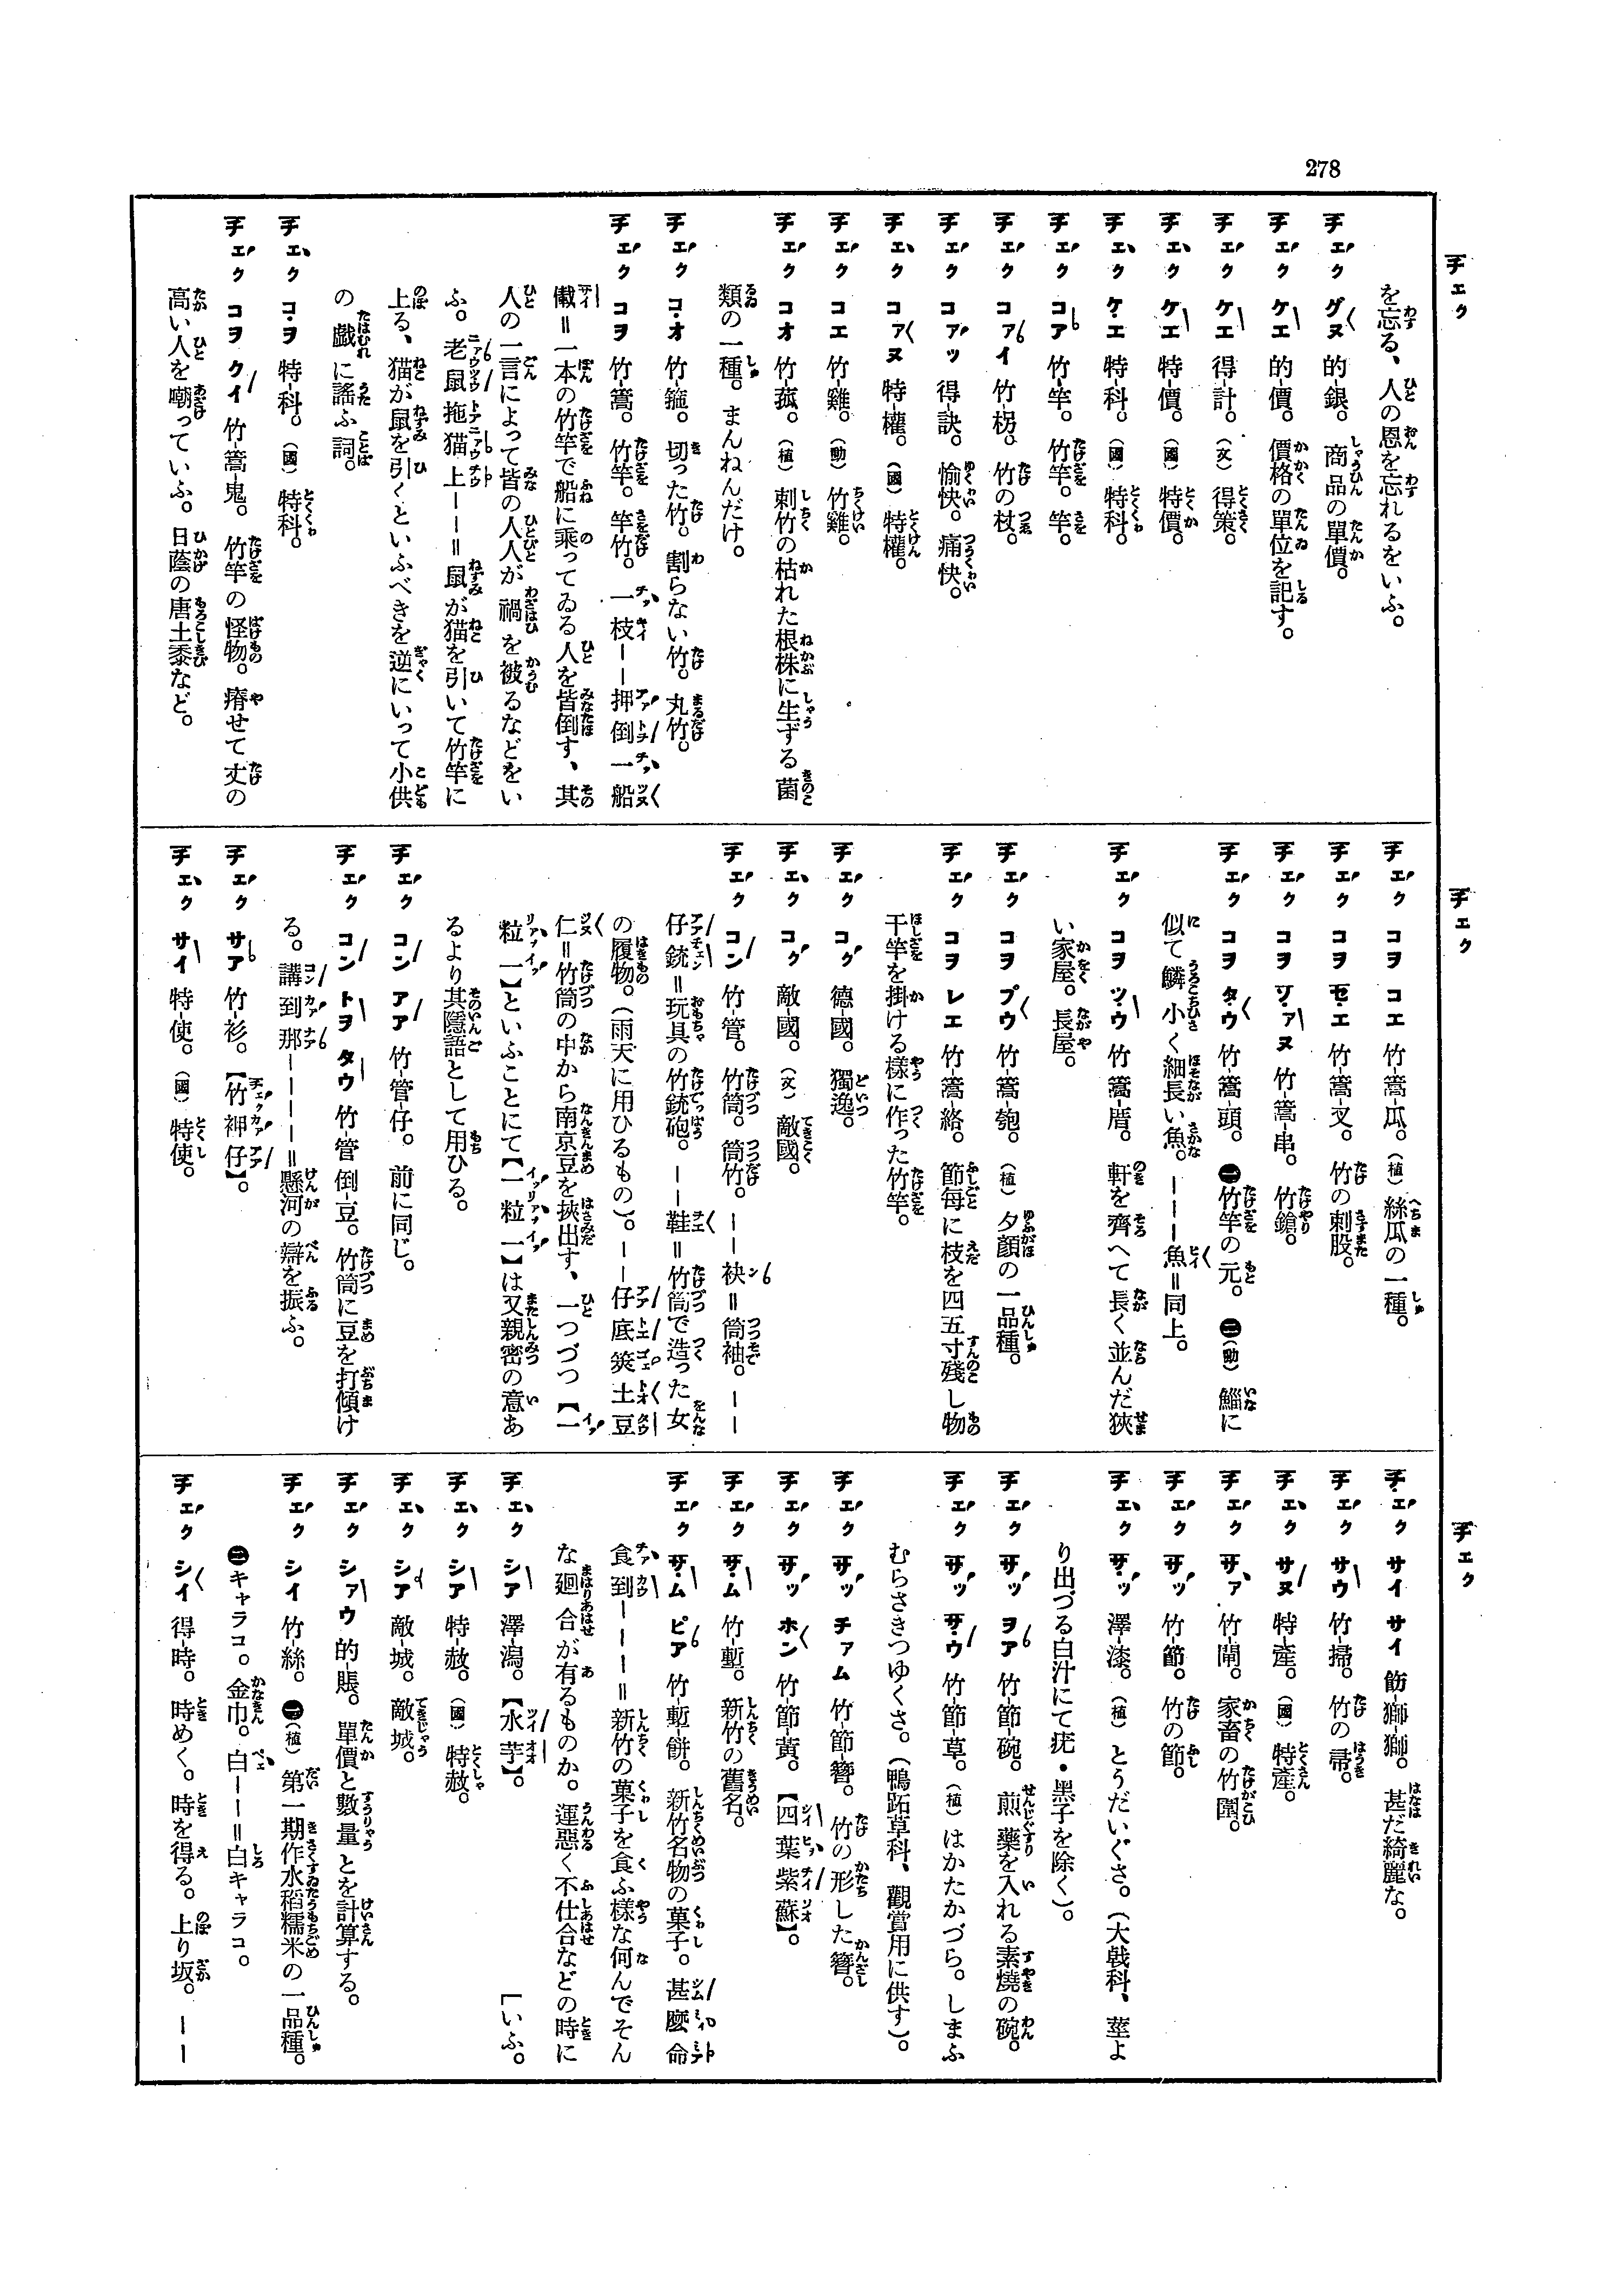 278
チェク
を忘る、人の恩を忘れるをいふ。
チェク グヌ 的-銀。 商品の單價。
チェク ケエ 的-價。 價格の單位を記す。
チェク ケエ 得-計。(文) 得策。
チェク ケエ 特-價。(國) 特價。
チェク ケエ 特-科。(國) 特科。
チェク コア 竹-竿。 竹竿。竿。
チェク コァイ 竹-柺。 竹の杖。
チェク コァッ 得-訣。 愉快。痛快。
チェク コァヌ 特-權。(國) 特權。
チェク コエ 竹-雞。(動) 竹雞。
チェク コオ 竹-菰。(植) 刺竹の枯れた根株に生ずる菌
類の一種。まんねんだけ。
チェク コオ 竹-箍。 切った竹。割らない竹。丸竹。
チェク コヲ 竹-篙。 竹竿。竿竹。 一枝——押倒一船
儎=一本の竹竿で船に乘ってゐる人を皆倒す、其
人の一言によって皆の人人が禍を被るなどをい
ふ。老鼠拖猫上——=鼠が猫を引いて竹竿に
上る、猫が鼠を引くといふべきを逆にいって小供
の戯に謠ふ詞。
チェク コヲ 特-科。(國) 特科。
チェク コヲ クイ 竹-篙-鬼。 竹竿の怪物。瘠せて丈の
高い人を嘲っていふ。日蔭の唐土黍など。
チェク
チェク コヲ コエ 竹-篙-瓜。(植) 絲瓜の一種。
チェク コヲ セエ 竹-篙-叉。 竹の刺股。
チェク コヲ ツァヌ 竹-篙-串。 竹鎗。
チェク コヲ タウ 竹-篙-頭。 ㊀竹竿の元。 ㊁(動) 鯔に
似て鱗小く細長い魚。———魚=同上。
チェク コヲ ツウ 竹-篙-厝。 軒を齊へて長く並んだ狹
い家屋。長屋。
チェク コヲ プウ 竹-篙-匏。(植) 夕顏の一品種。
チェク コヲ レエ 竹-篙-絡。 節每に枝を四五寸殘し物
干竿を掛ける樣に作った竹竿。
チェク コク 德-國。 獨逸。
チェク コク 敵-國。(文) 敵國。
チェク コン 竹-管。 竹筒。筒竹。——䘥=筒袖。——
仔銃=玩具の竹銃砲。——鞋=竹筒で造った女
の履物。(雨天に用ひるもの)。——仔底筴土豆
仁=竹筒の中から南京豆を挾出す、一つづつ【一
粒一】といふことにて【一粒一】は又親密の意あ
るより其隱語として用ひる。
チェク コン アア 竹-管-仔。 前に同じ。
チェク コン トヲ タウ 竹-管 倒-豆。 竹筒に豆を打傾け
る。講到那————=懸河の辯を振ふ。
チェク サア 竹-衫。【竹神仔】。
チェク サイ 特-使。(國) 特使。
チェク
チェク サイ サイ 飭-獅-獅。 甚だ綺麗な。
チェク サウ 竹-掃。 竹の帚。
チェク サヌ 特-產。(國) 特產。
チェク サァ 竹-閘。 家畜の竹圍。
チェク サッ 竹-節。 竹の節。
チェク サッ 澤-漆。(植) とうだいぐさ。(大戟科、莖よ
り出づる白汁にて疣・黑子を除く)。
チェク サッ ヲア 竹-節-碗。 煎藥を入れる素燒の碗。
チェク サッ サウ 竹-節-草。(植) はかたかづら。しまふ
むらさきつゆくさ。(鴨跖草科、觀賞用に供す)。
チェク サッ チァム 竹-節-簪。 竹の形した簪。
チェク サッ ホン 竹-節-黃。【四葉紫蘇】。
チェク サム 竹-塹。 新竹の舊名。
チェク サム ピア 竹-塹-餠。 新竹名物の菓子。甚麼命
食到———=新竹の菓子を食ふ樣な何んでそん
な廻合が有るものか。運惡く不仕合などの時に
チェク シア 澤-瀉。【水芋】。 [いふ。
チェク シア 特-赦。(國) 特赦。
チェク シア 敵-城。 敵城。
チェク シァウ 的-賬。 單價と數量とを計算する。
チェク シイ 竹-絲。 ㊀(植) 第一期作水稻糯米の一品種。
㊁キャラコ。金巾。白——=白キャラコ。
チェク シイ 得-時。 時めく。時を得る。上り坂。——